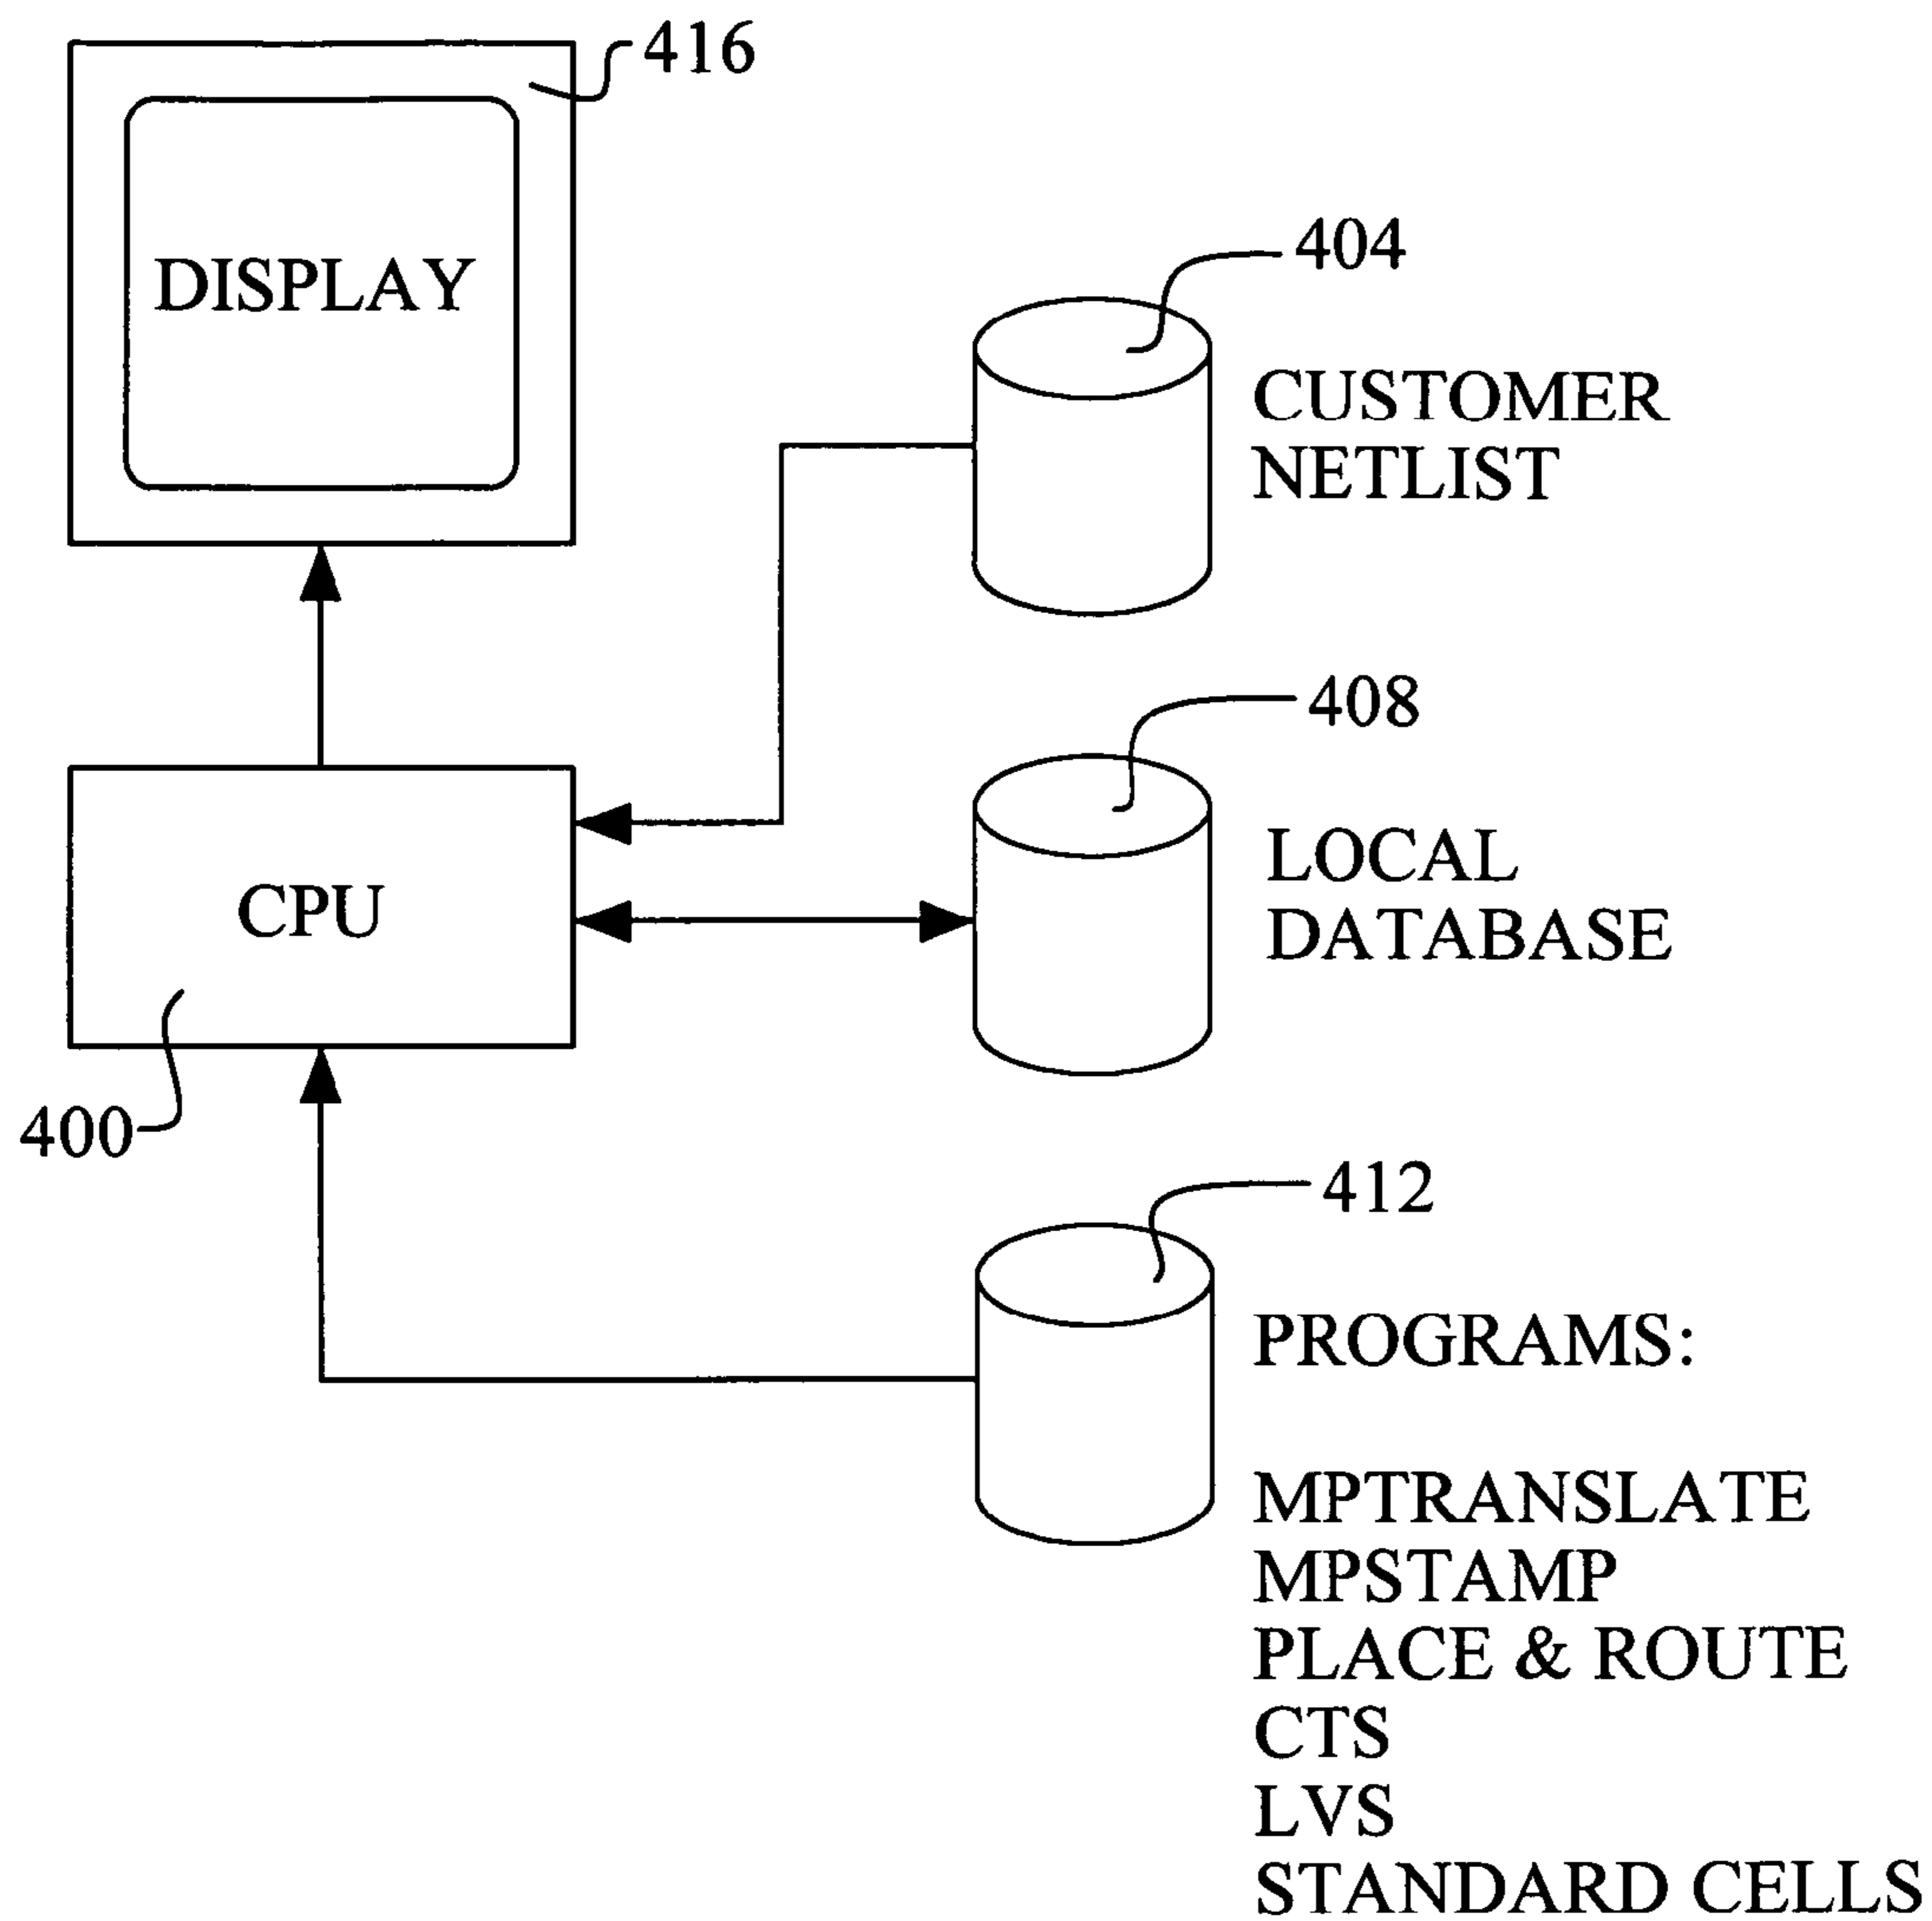 416
DISPLAY
404
CUSTOMER
NETLIST
408
LOCAL
DATABASE
CPU
400
412
PROGRAMS:
MPTRANSLATE
MPSTAMP
PLACE & ROUTE
CTS
LVS
STANDARD CELLS